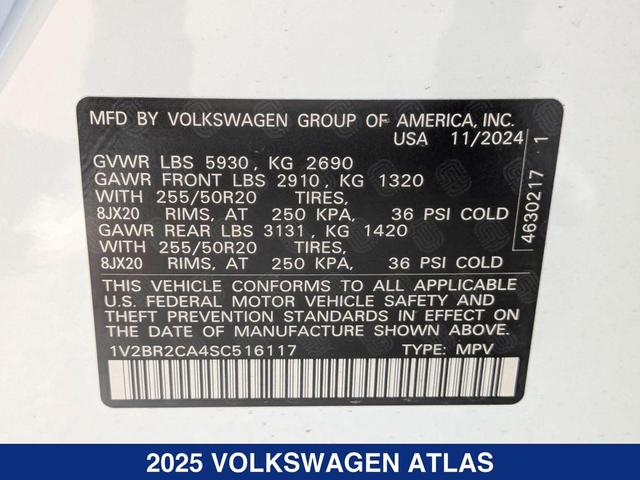 MFD BY VOLKSWAGEN GROUP OF AMERICA, INC.
USA 11/2024
GVWR LBS 5930, KG 2690
GAWR FRONT LBS 2910, KG 1320
WITH 255/50R20 TIRES,
8JX20 RIMS, AT 250 KPA, 36 PSI COLD
GAWR REAR LBS 3131, KG 1420
WITH 255/50R20 TIRES,
8JX20 RIMS, AT 250 KPA, 36 PSI COLD
THIS VEHICLE CONFORMS TO ALL APPLICABLE
U.S. FEDERAL MOTOR VEHICLE SAFETY AND
THEFT PREVENTION STANDARDS IN EFFECT
ON THE DATE OF MANUFACTURE SHOWN ABOVE.
1V2BR2CA4SC516117 TYPE: MPV
4630217 1
2025 VOLKSWAGEN ATLAS